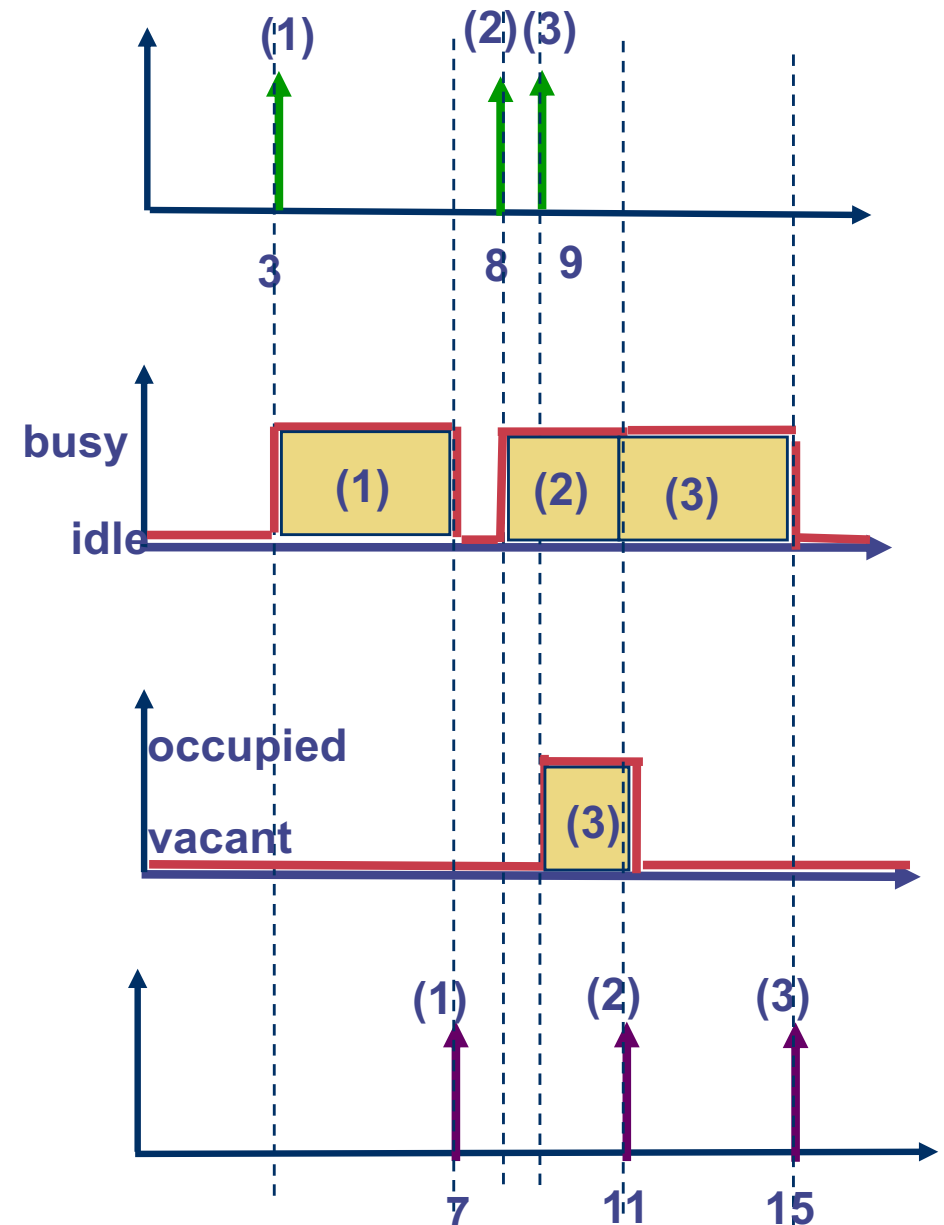 (1) (2) (3)
3 8 9
busy
(1) (2) (3)
idle
occupied
(3)
vacant
(1) (2) (3)
7 11 15